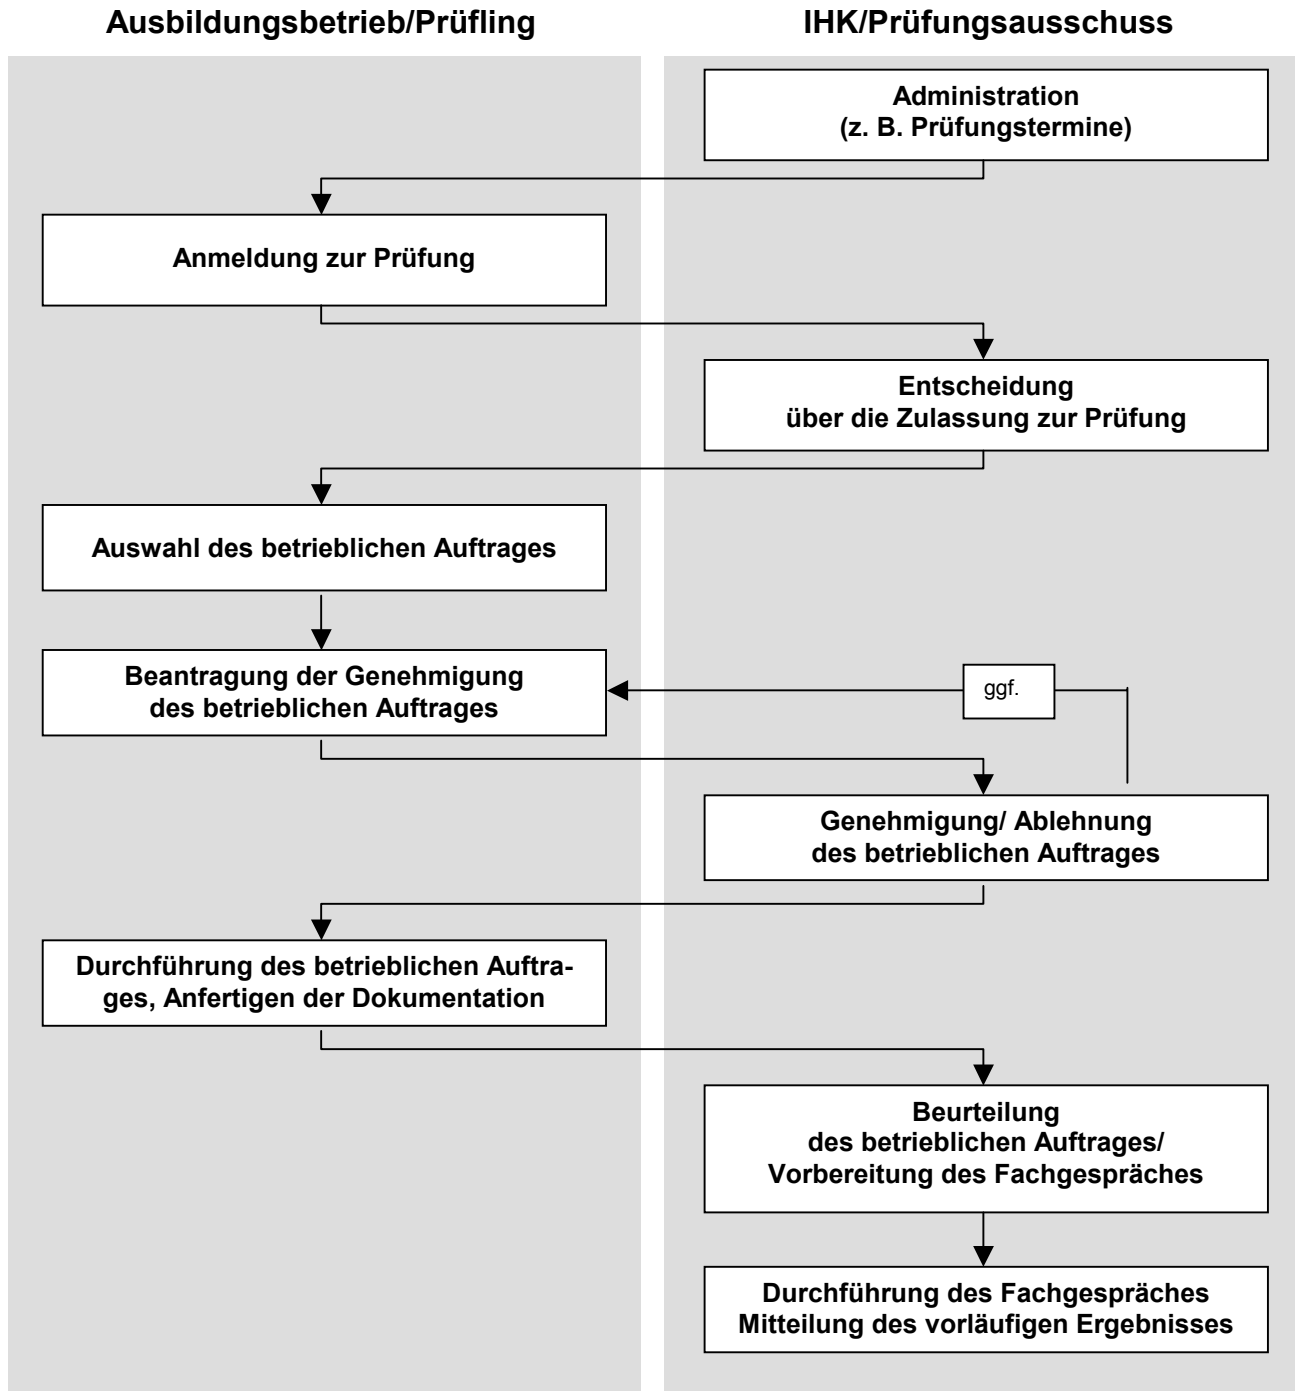 Ausbildungsbetrieb/Prüfling
IHK/Prüfungsausschuss
Administration
(z. B. Prüfungstermine)
Anmeldung zur Prüfung
Entscheidung
über die Zulassung zur Prüfung
Auswahl des betrieblichen Auftrages
Beantragung der Genehmigung
des betrieblichen Auftrages
ggf.
Genehmigung/ Ablehnung
des betrieblichen Auftrages
Durchführung des betrieblichen Auftra-
ges, Anfertigen der Dokumentation
Beurteilung
des betrieblichen Auftrages/
Vorbereitung des Fachgespräches
Durchführung des Fachgespräches
Mitteilung des vorläufigen Ergebnisses